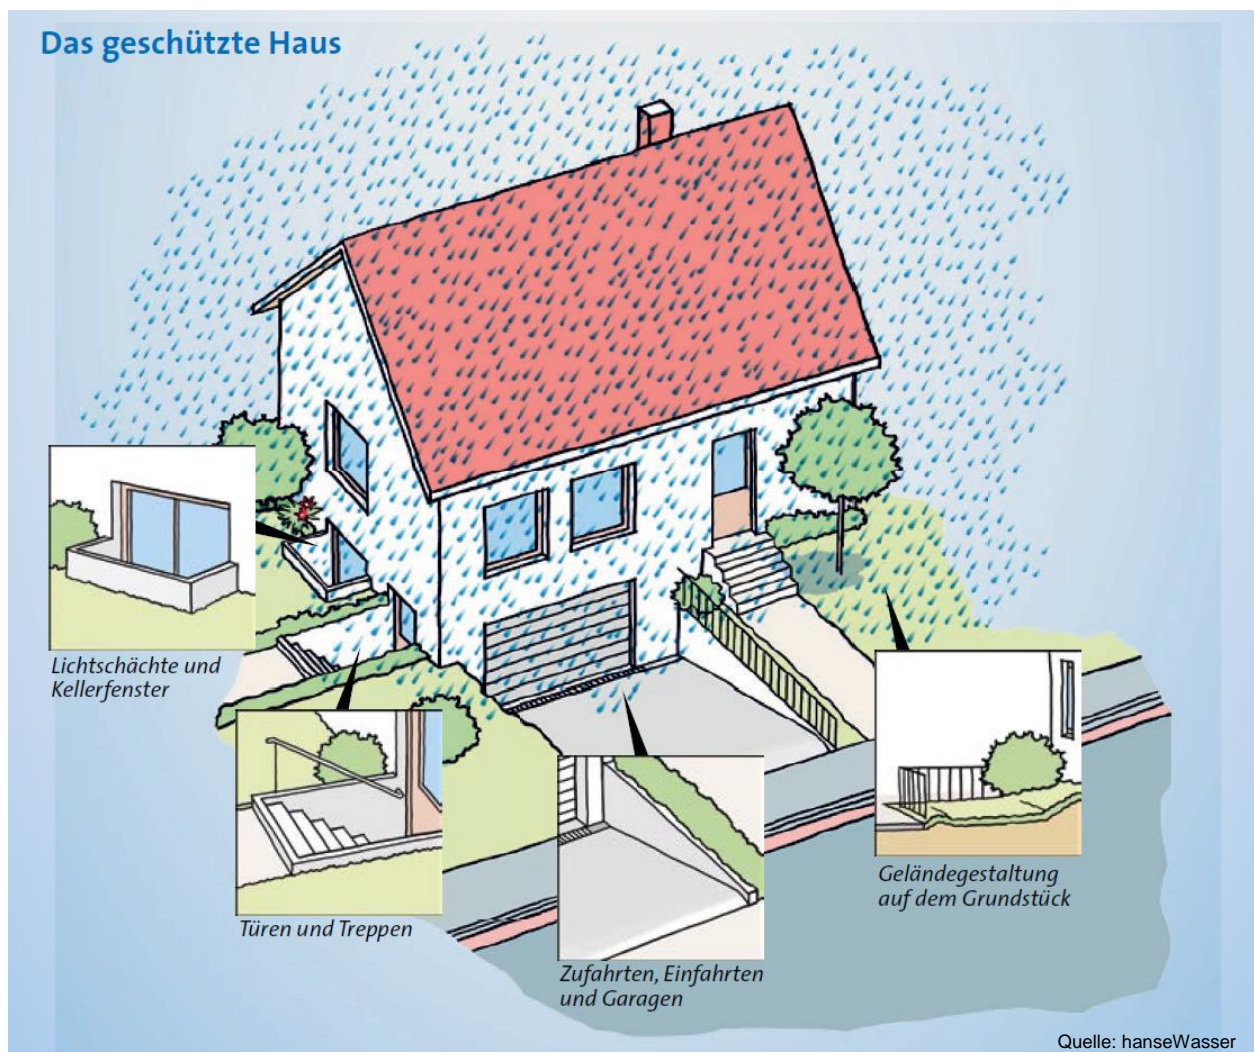 Das geschützte Haus
Lichtschächte und
Kellerfenster
Türen und Treppen
Zufahrten, Einfahrten
und Garagen
Geländegestaltung
auf dem Grundstück
Quelle: hanseWasser